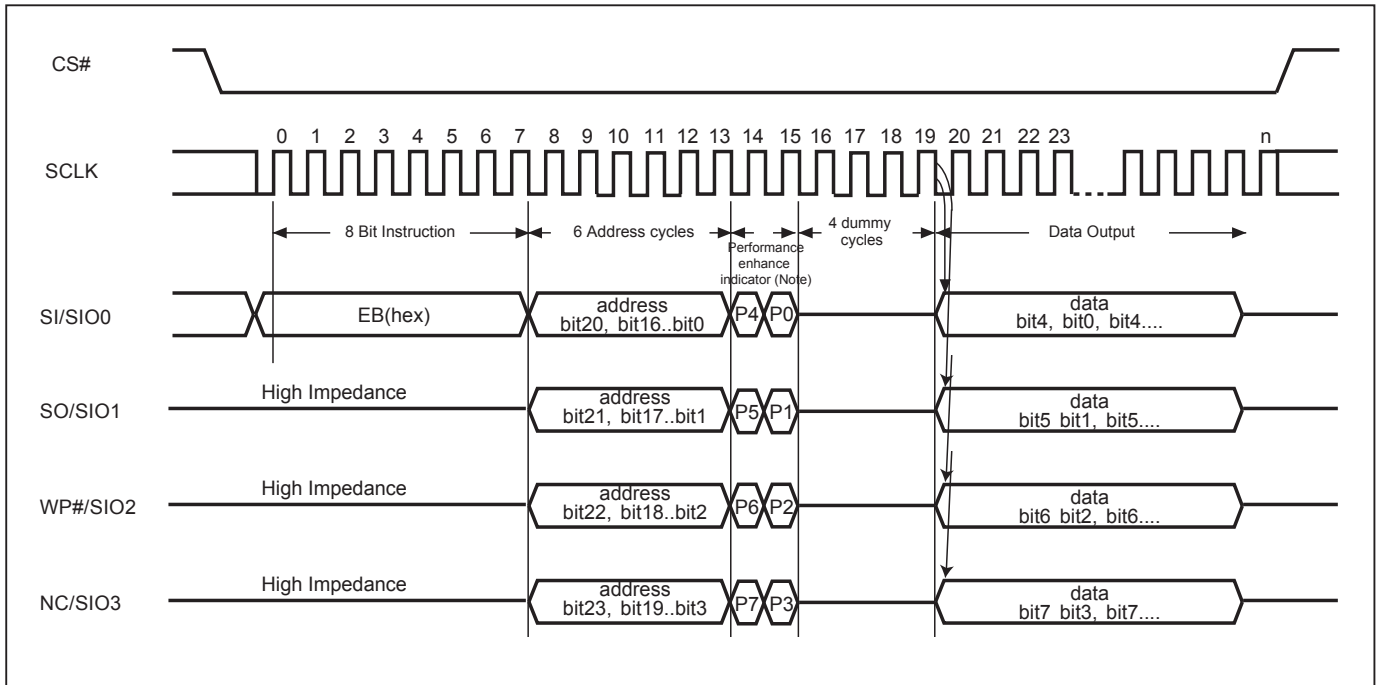 CS#
0 1 2 3 4 5 6 7 8 9 10 11 12 13 14 15 16 17 18 19 20 21 22 23 n
SCLK
8 Bit Instruction
6 Address cycles
Performance
enhance
indicator (Note)
4 dummy
cycles
Data Output
SI/SIO0
EB(hex)
address
bit20, bit16..bit0
P4 P0
data
bit4, bit0, bit4....
SO/SIO1
High Impedance
address
bit21, bit17..bit1
P5 P1
data
bit5 bit1, bit5....
WP#/SIO2
High Impedance
address
bit22, bit18..bit2
P6 P2
data
bit6 bit2, bit6....
NC/SIO3
High Impedance
address
bit23, bit19..bit3
P7 P3
data
bit7 bit3, bit7....